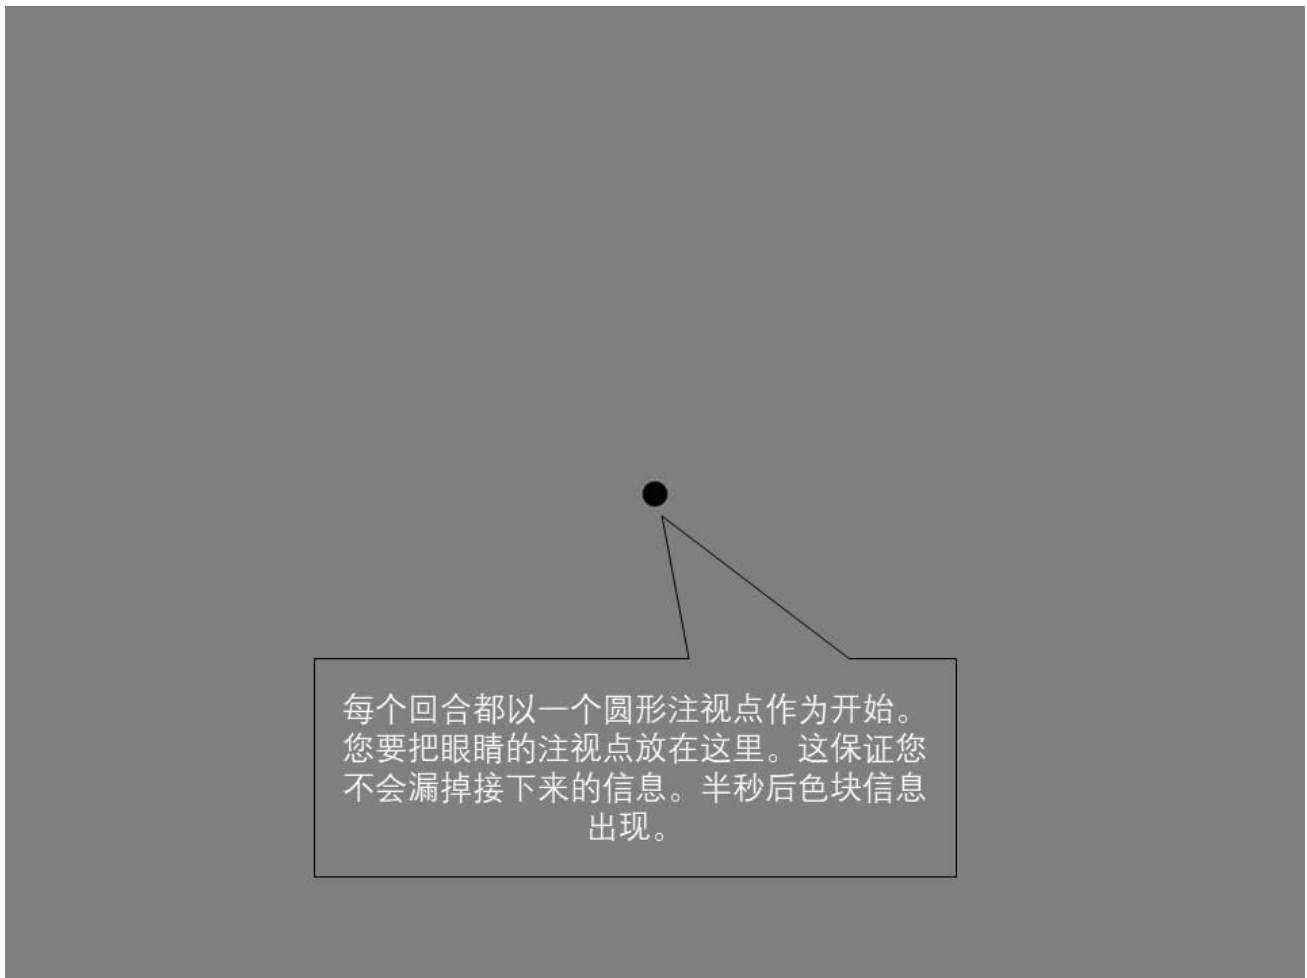 每个回合都以一个圆形注视点作为开始。
您要把眼睛的注视点放在这里。这保证您
不会漏掉接下来的信息。半秒后色块信息
出现。